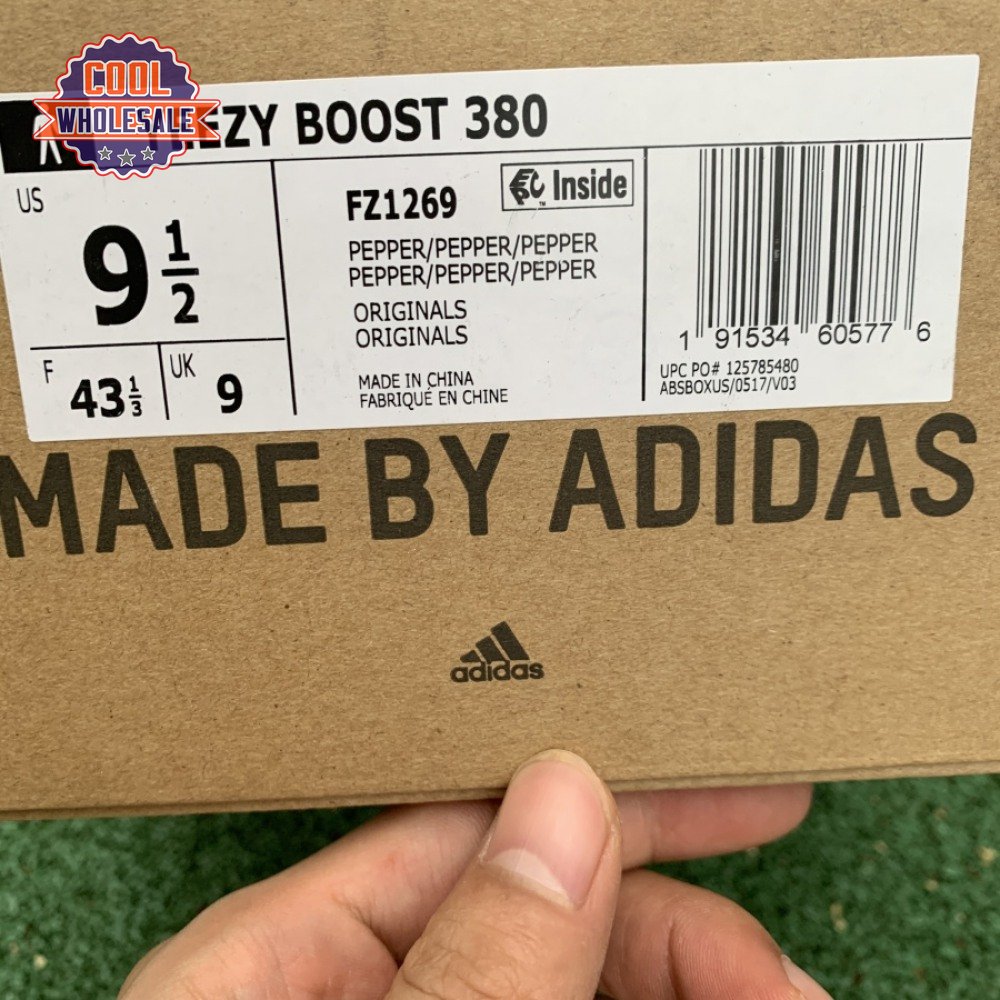 COOL
WHOLESALE
EZY BOOST 380
US
9 1/2
F
43 1/3
UK
9
FZ1269
EPC Inside
TM
PEPPER/PEPPER/PEPPER
PEPPER/PEPPER/PEPPER
ORIGINALS
ORIGINALS
MADE IN CHINA
FABRIQUÉ EN CHINE
1 91534 60577 6
UPC PO# 125785480
ABSBOXUS/0517/V03
MADE BY ADIDAS
adidas